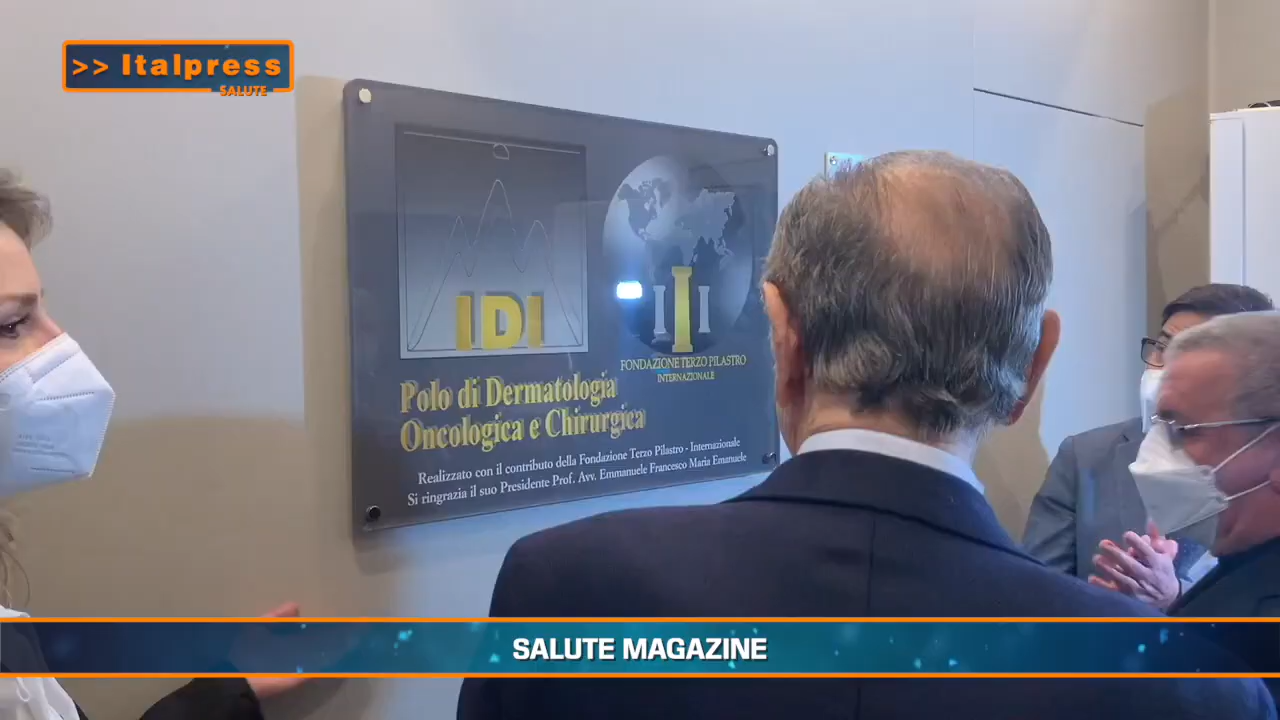 >> Italpress
SALUTE
IDI
FONDAZIONE TERZO PILASTRO
INTERNAZIONALE
Polo di Dermatologia
Oncologica e Chirurgica
Realizzato con il contributo della Fondazione Terzo Pilastro - Internazionale
Si ringrazia il suo Presidente Prof. Avv. Emmanuele Francesco Maria Emanuele
SALUTE MAGAZINE